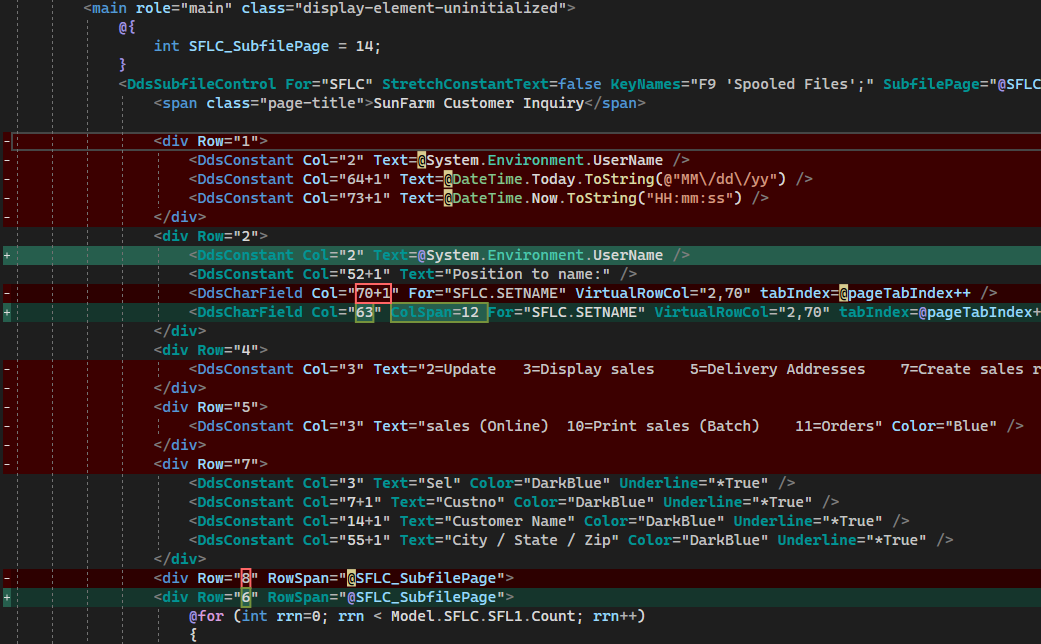 <main role="main" class="display-element-uninitialized">
@{
int SFLC_SubfilePage = 14;
}
<DdsSubfileControl For="SFLC" StretchConstantText=false KeyNames="F9 'Spooled Files';" SubfilePage="@SFLC
<span class="page-title">SunFarm Customer Inquiry</span>
- <div Row="1">
- <DdsConstant Col="2" Text=@System.Environment.UserName />
- <DdsConstant Col="64+1" Text=@DateTime.Today.ToString(@"MM\/dd\/yy") />
- <DdsConstant Col="73+1" Text=@DateTime.Now.ToString("HH:mm:ss") />
- </div>
<div Row="2">
+ <DdsConstant Col="2" Text=@System.Environment.UserName />
<DdsConstant Col="52+1" Text="Position to name:" />
- <DdsCharField Col="70+1" For="SFLC.SETNAME" VirtualRowCol="2,70" tabIndex=@pageTabIndex++ />
+ <DdsCharField Col="63" ColSpan=12 For="SFLC.SETNAME" VirtualRowCol="2,70" tabIndex=@pageTabIndex+
</div>
<div Row="4">
- <DdsConstant Col="3" Text="2=Update   3=Display sales    5=Delivery Addresses    7=Create sales r
- </div>
- <div Row="5">
- <DdsConstant Col="3" Text="sales (Online)  10=Print sales (Batch)    11=Orders" Color="Blue" />
- </div>
- <div Row="7">
<DdsConstant Col="3" Text="Sel" Color="DarkBlue" Underline="*True" />
<DdsConstant Col="7+1" Text="Custno" Color="DarkBlue" Underline="*True" />
<DdsConstant Col="14+1" Text="Customer Name" Color="DarkBlue" Underline="*True" />
<DdsConstant Col="55+1" Text="City / State / Zip" Color="DarkBlue" Underline="*True" />
</div>
- <div Row="8" RowSpan="@SFLC_SubfilePage">
+ <div Row="6" RowSpan="@SFLC_SubfilePage">
@for (int rrn=0; rrn < Model.SFLC.SFL1.Count; rrn++)
{